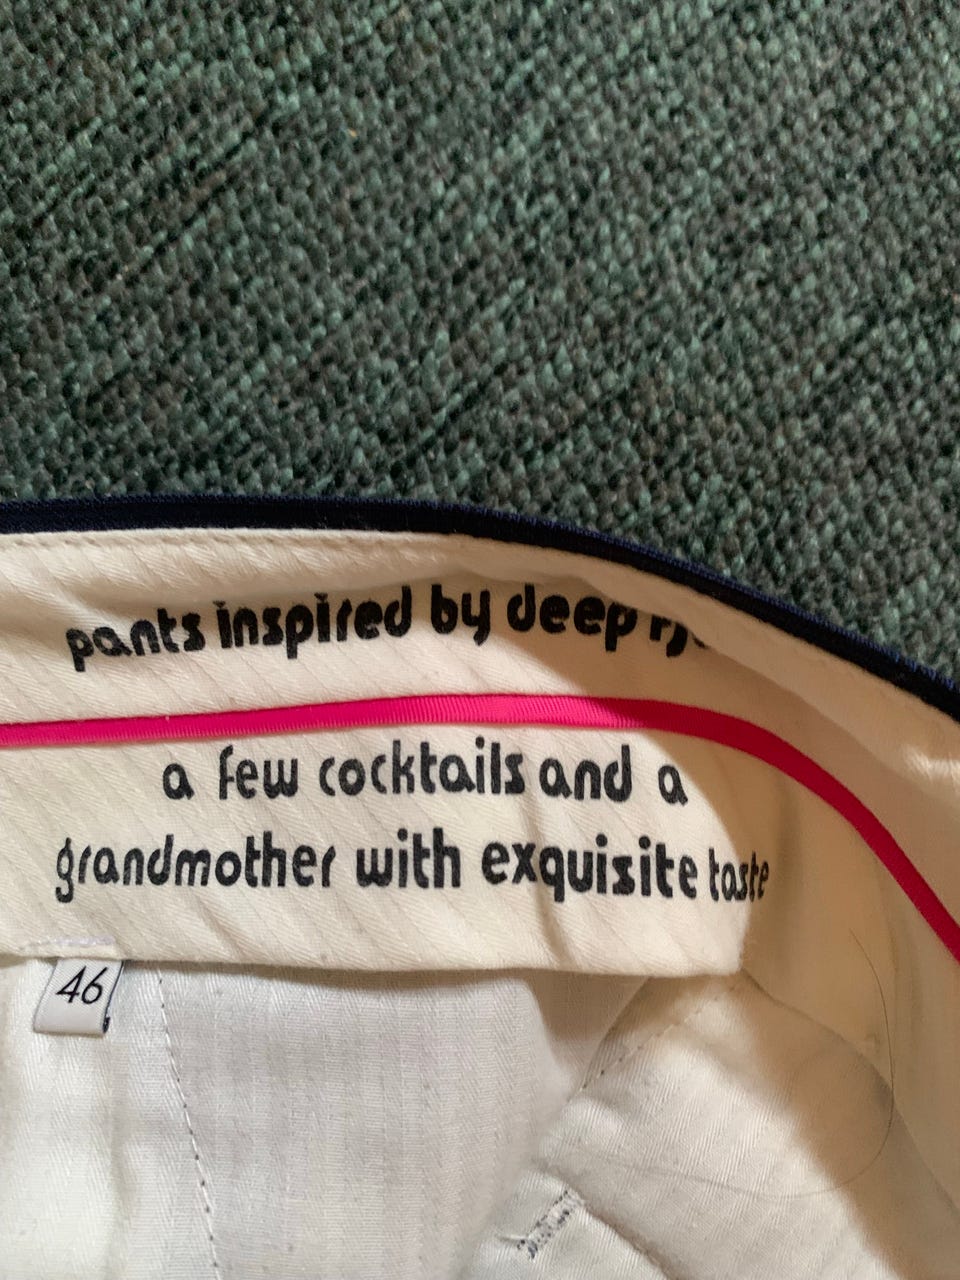 pants inspired by deep
a few cocktails and a
grandmother with exquisite taste
46